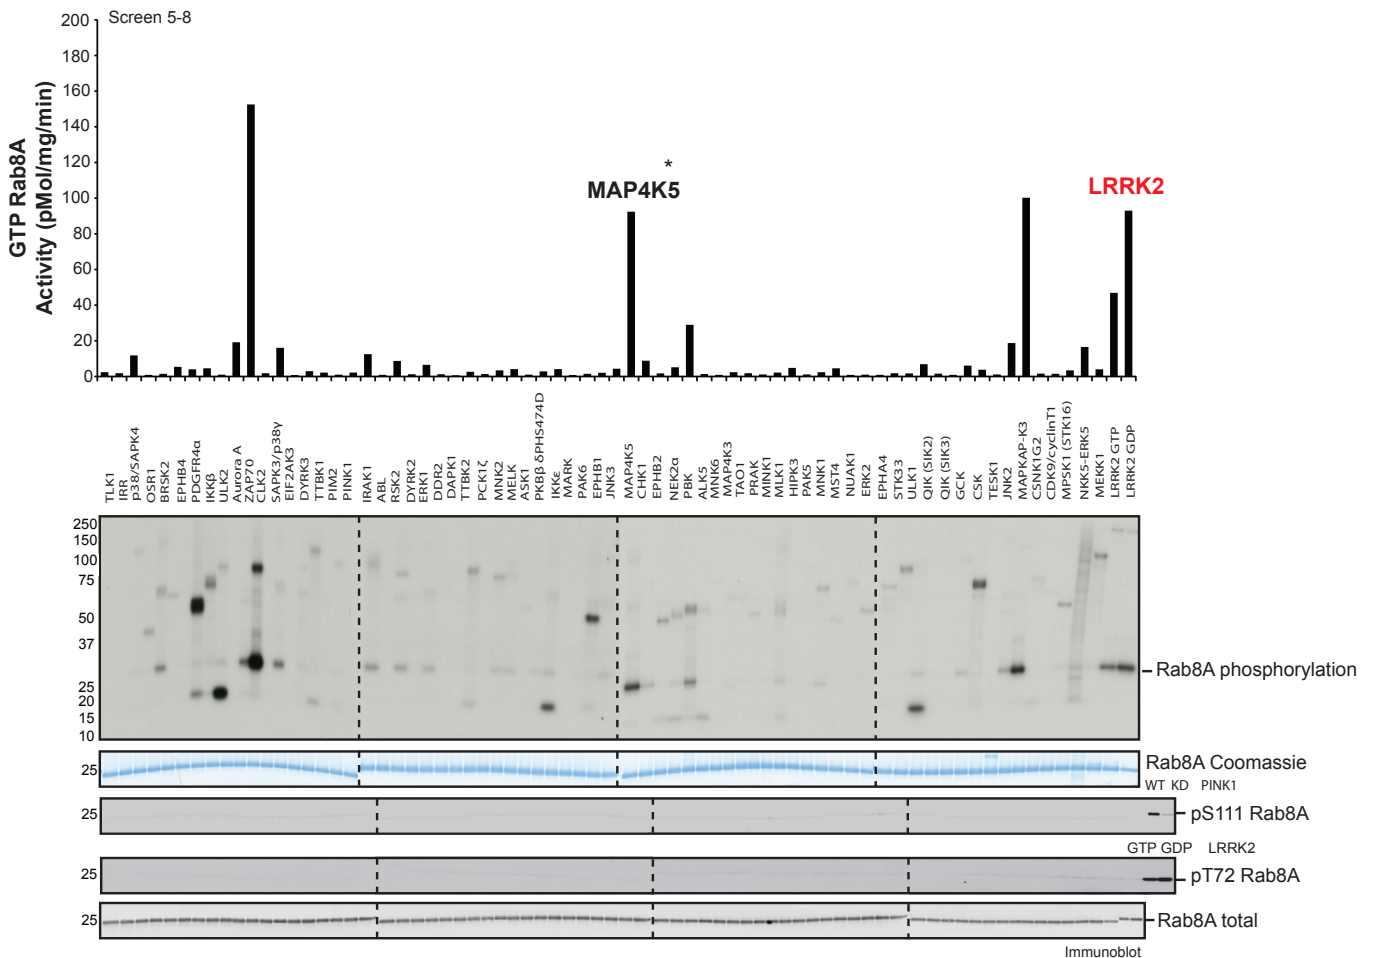 Screen 5-8
GTP Rab8A
Activity (pMol/mg/min)
200
180
160
140
120
100
80
60
40
20
0
*
MAP4K5
LRRK2
TLK1
IRR
p38/SAPK4
OSR1
BRSK2
EPHB4
PDGFR4α
IKKβ
ULK2
Aurora A
ZAP70
CLK2
SAPK3/p38γ
EIF2AK3
DYRK3
TTBK1
PIM2
PINK1
IRAK1
ABL
RSK2
DYRK2
ERK1
DDR2
DAPK1
TTBK2
PCK1ζ
MNK2
MELK
ASK1
PKBβ δPHS474D
IKKε
MARK
PAK6
EPHB1
JNK3
MAP4K5
CHK1
EPHB2
NEK2α
PBK
ALK5
MNK6
MAP4K3
TAO1
PRAK
MINK1
MLK1
HIPK3
PAK5
MNK1
MST4
NUAK1
ERK2
EPHA4
STK33
ULK1
QIK (SIK2)
QIK (SIK3)
GCK
CSK
TESK1
JNK2
MAPKAP-K3
CSNK1G2
CDK9/cyclinT1
MPSK1 (STK16)
NKK5-ERK5
MEKK1
LRRK2 GTP
LRRK2 GDP
250
150
100
75
50
37
25
20
15
10
Rab8A phosphorylation
25
Rab8A Coomassie
WT KD PINK1
25
pS111 Rab8A
GTP GDP LRRK2
25
pT72 Rab8A
25
Rab8A total
Immunoblot